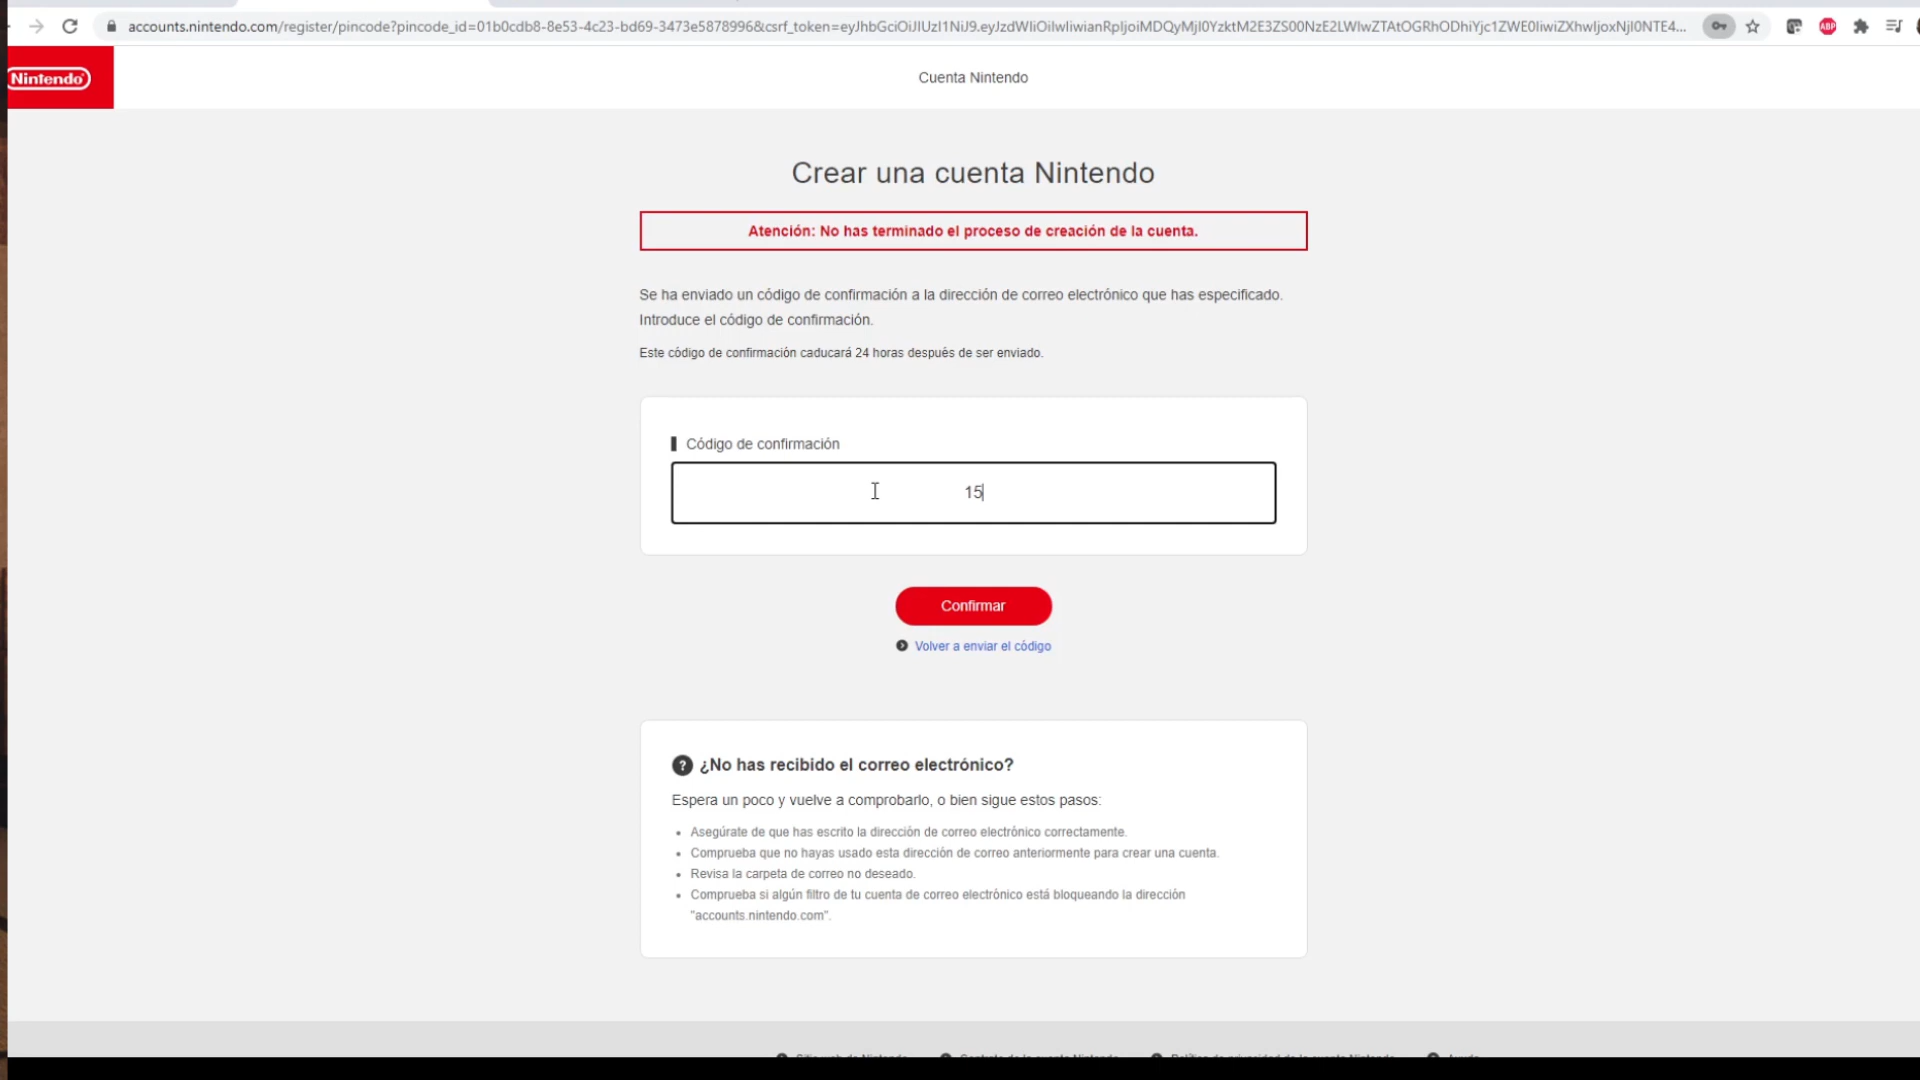 accounts.nintendo.com/register/pincode?pincode_id=01b0cdb8-8e53-4c23-bd69-3473e5878996&csrf_token=eyJhbGciOiJIUzI1NiJ9.eyJzdWIiOiIwIiwianRpIjoiMDQyMjI0YzktM2E3ZS00NzE2LWIwZTAtOGRhODhiYjc1ZWE0IiwiZXhwIjoxNjI0NTE4...
ABP
Nintendo
Cuenta Nintendo
Crear una cuenta Nintendo
Atención: No has terminado el proceso de creación de la cuenta.
Se ha enviado un código de confirmación a la dirección de correo electrónico que has especificado.
Introduce el código de confirmación.
Este código de confirmación caducará 24 horas después de ser enviado.
Código de confirmación
15
Confirmar
Volver a enviar el código
¿No has recibido el correo electrónico?
Espera un poco y vuelve a comprobarlo, o bien sigue estos pasos:
• Asegúrate de que has escrito la dirección de correo electrónico correctamente.
• Comprueba que no hayas usado esta dirección de correo anteriormente para crear una cuenta.
• Revisa la carpeta de correo no deseado.
• Comprueba si algún filtro de tu cuenta de correo electrónico está bloqueando la dirección
"accounts.nintendo.com".